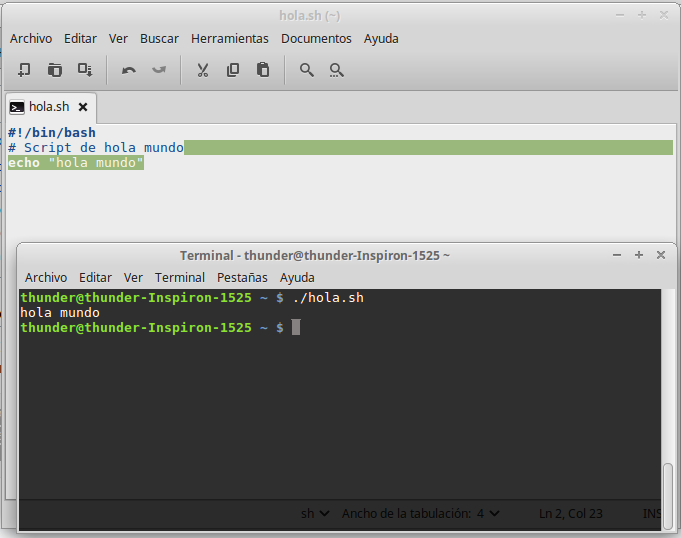 hola.sh (~)
Archivo Editar Ver Buscar Herramientas Documentos Ayuda
hola.sh
#!/bin/bash
# Script de hola mundo
echo "hola mundo"
Terminal - thunder@thunder-Inspiron-1525 ~
Archivo Editar Ver Terminal Pestañas Ayuda
thunder@thunder-Inspiron-1525 ~ $ ./hola.sh
hola mundo
thunder@thunder-Inspiron-1525 ~ $
sh Ancho de la tabulación: 4 Ln 2, Col 23 INS